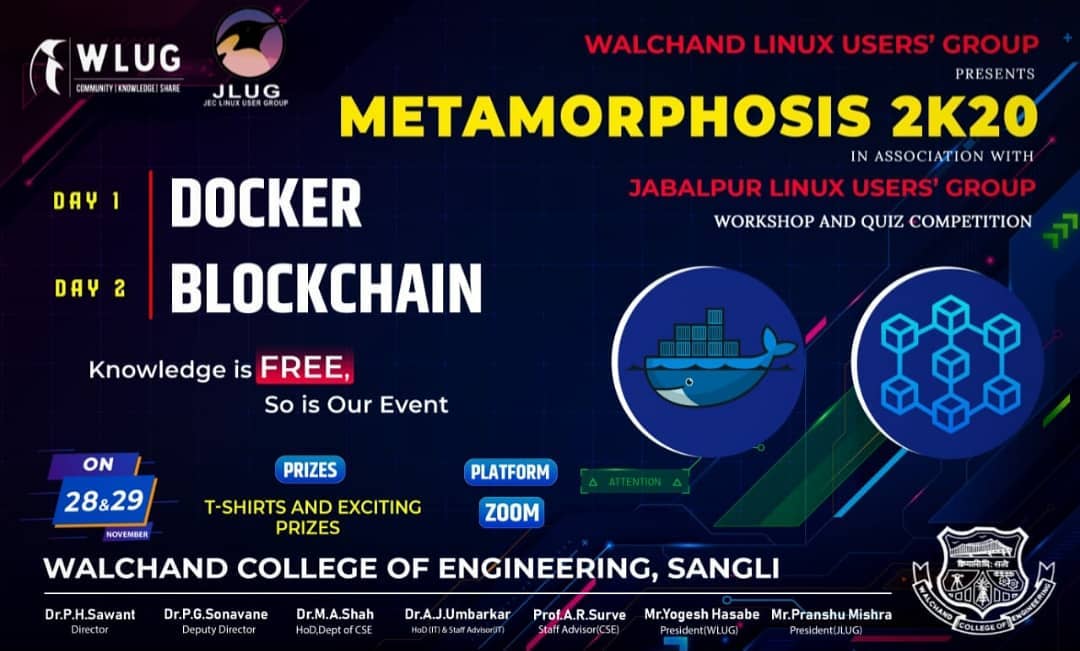 WLUG
COMMUNITY | KNOWLEDGE | SHARE
JLUG
JEC LINUX USER GROUP
WALCHAND LINUX USERS' GROUP
PRESENTS
METAMORPHOSIS 2K20
IN ASSOCIATION WITH
JABALPUR LINUX USERS' GROUP
WORKSHOP AND QUIZ COMPETITION
DAY 1
DOCKER
DAY 2
BLOCKCHAIN
Knowledge is FREE,
So is Our Event
ON
28&29
NOVEMBER
PRIZES
T-SHIRTS AND EXCITING
PRIZES
PLATFORM
ZOOM
ATTENTION
WALCHAND COLLEGE OF ENGINEERING, SANGLI
Dr.P.H.Sawant
Director
Dr.P.G.Sonavane
Deputy Director
Dr.M.A.Shah
HoD,Dept of CSE
Dr.A.J.Umbarkar
HoD (IT) & Staff Advisor(IT)
Prof.A.R.Surve
Staff Advisor(CSE)
Mr.Yogesh Hasabe
President(WLUG)
Mr.Pranshu Mishra
President(JLUG)
WALCHAND COLLEGE OF ENGINEERING